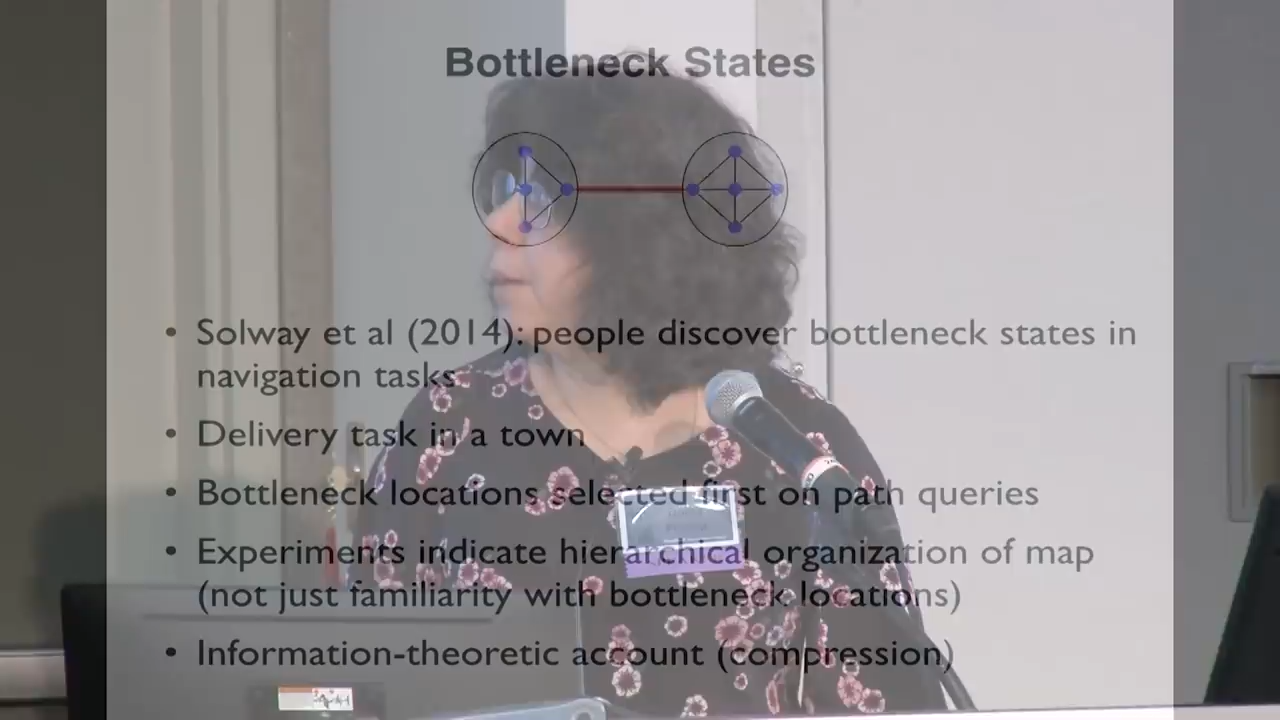 Bottleneck States
• Solway et al (2014): people discover bottleneck states in
navigation tasks
• Delivery task in a town
• Bottleneck locations selected first on path queries
• Experiments indicate hierarchical organization of map
(not just familiarity with bottleneck locations)
• Information-theoretic account (compression)